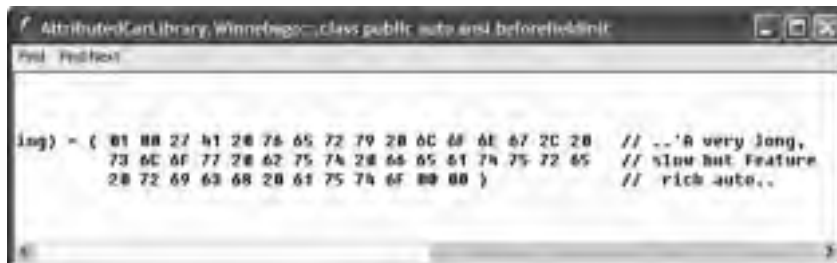 AttributedCarLibrary.Winnebago::.class public auto ansi beforefieldinit
Find Find Next
ing) = ( 01 00 27 41 20 76 65 72 79 20 6C 6F 6E 67 2C 20 // ..'A very long,
73 6C 6F 77 20 62 75 74 20 66 65 61 74 75 72 65 // slow but feature
20 72 69 63 68 20 61 75 74 6F 00 00 ) // rich auto..